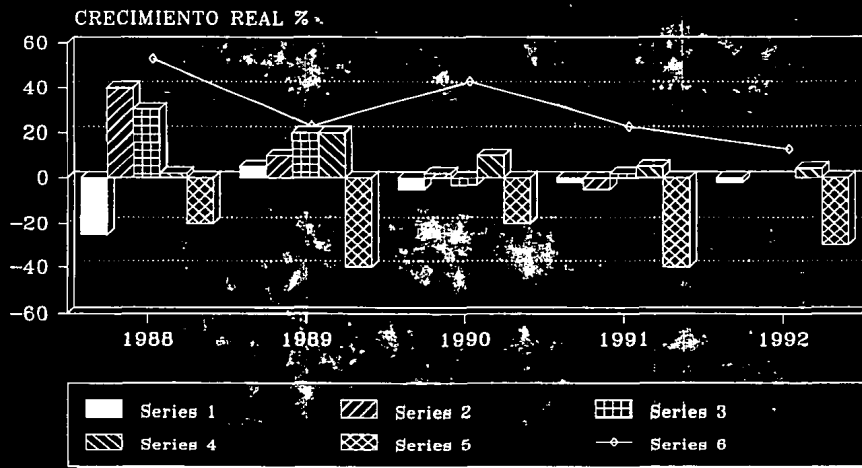 CRECIMIENTO REAL %
60
40
20
0
-20
-40
-60
1988 1989 1990 1991 1992
Series 1 Series 2 Series 3
Series 4 Series 5 Series 6